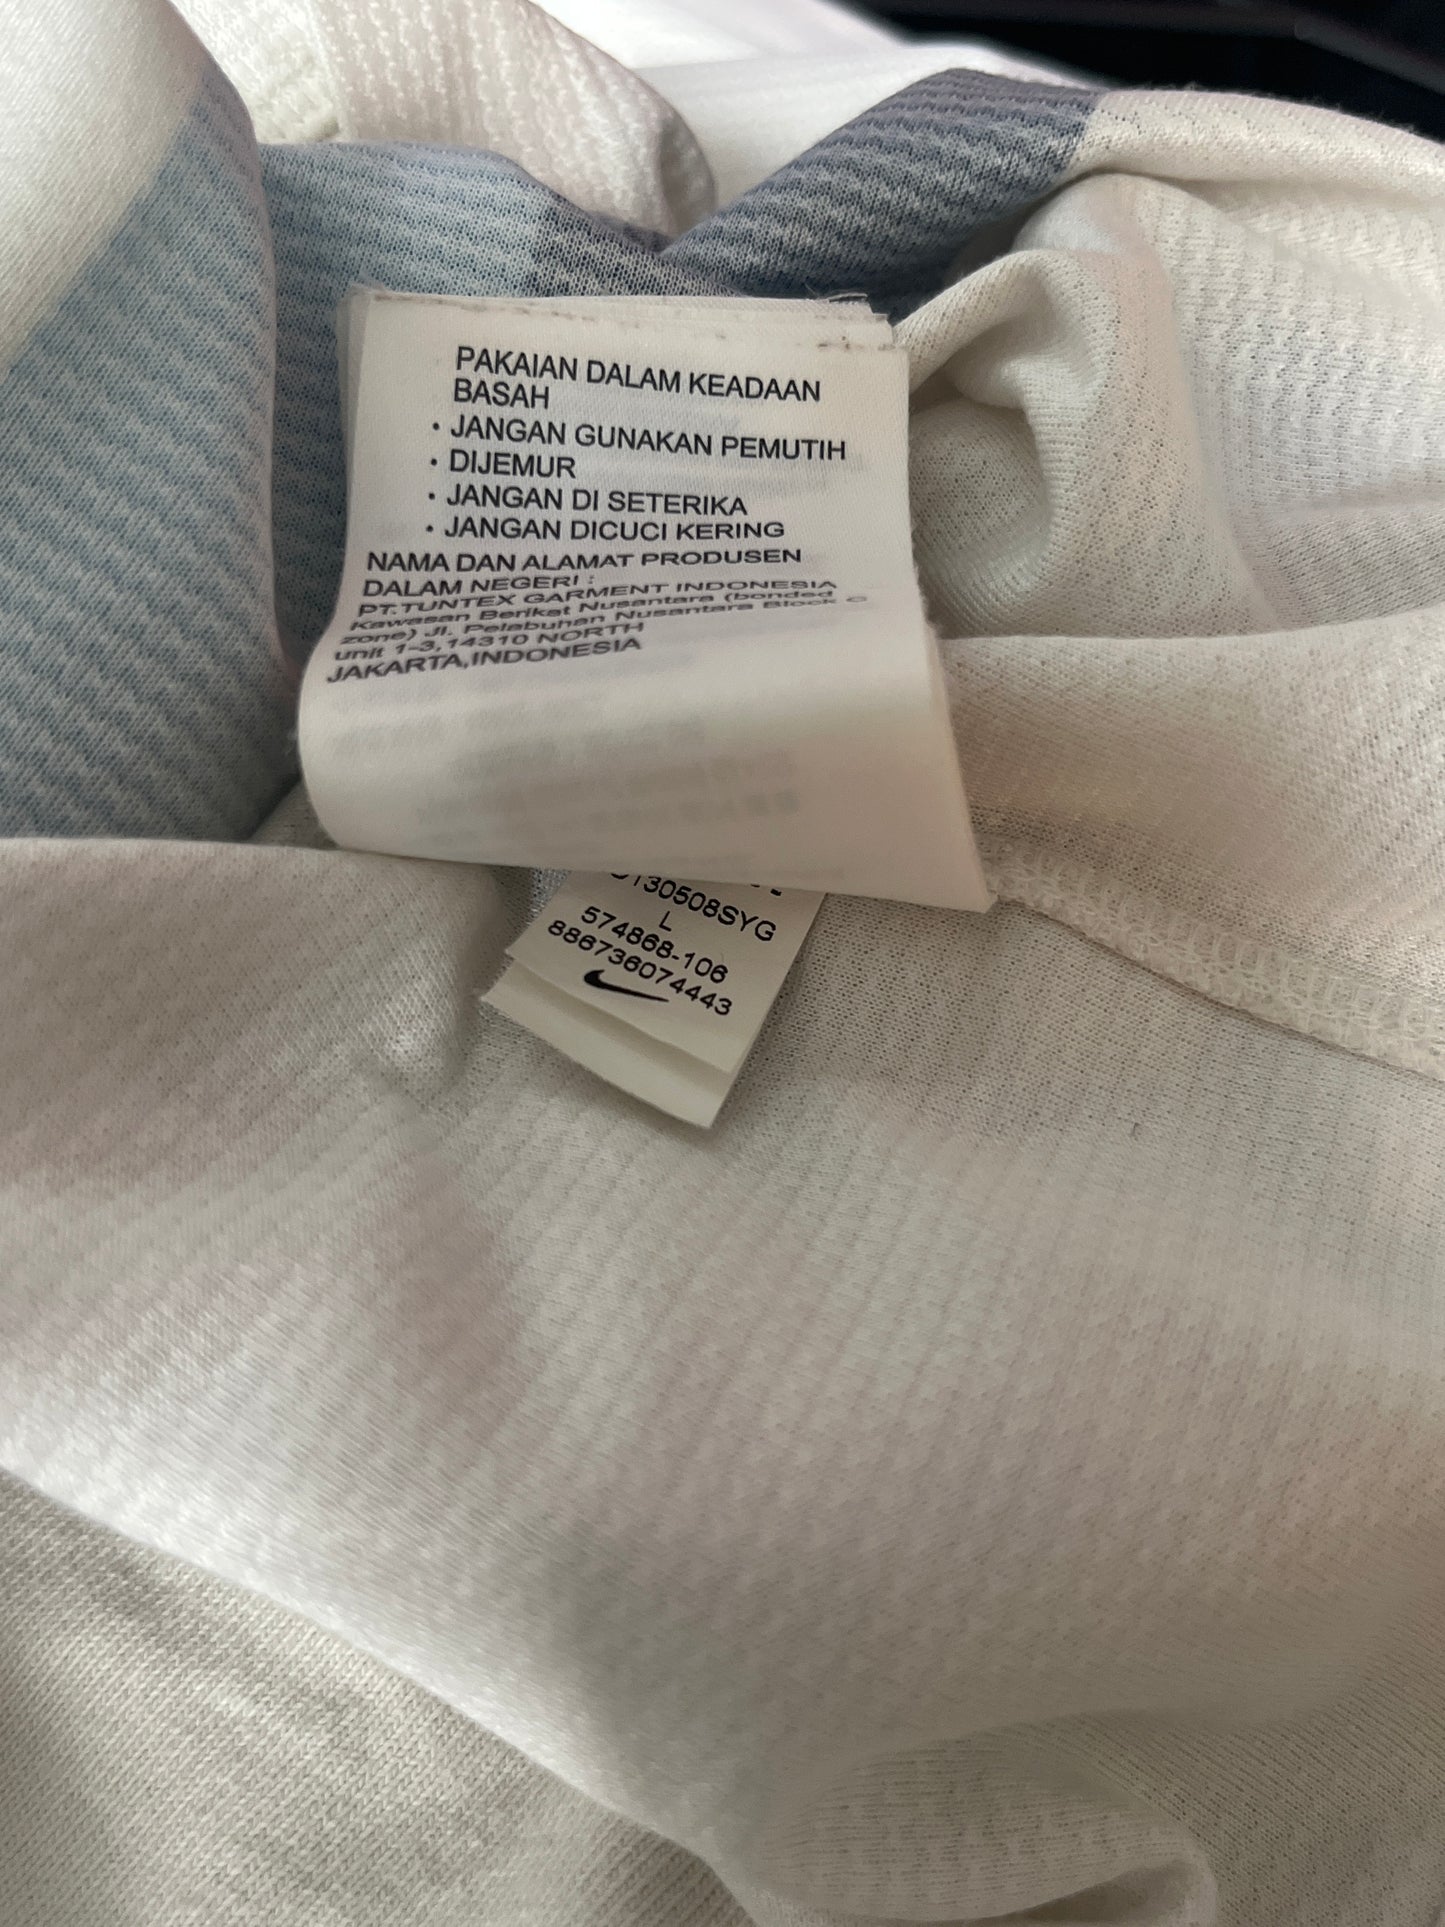 PAKAIAN DALAM KEADAAN
BASAH
· JANGAN GUNAKAN PEMUTIH
· DIJEMUR
· JANGAN DI SETERIKA
· JANGAN DICUCI KERING
NAMA DAN ALAMAT PRODUSEN
DALAM NEGERI :
PT.TUNTEX GARMENT INDONESIA
Kawasan Berikat Nusantara (bonded
zone) Jl. Pelabuhan Nusantara Block C
unit 1-3,14310 NORTH
JAKARTA,INDONESIA
130508SYG
L
574868-106
886736074443